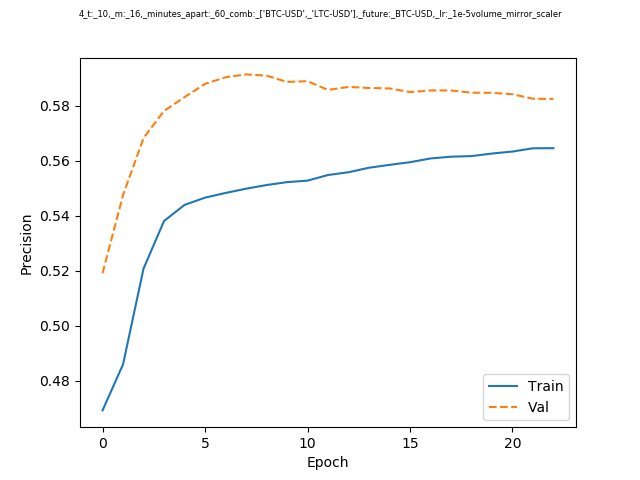 4_t:_10,_m:_16,_minutes_apart:_60_comb:_['BTC-USD',_'LTC-USD'],_future:_BTC-USD,_lr:_1e-5volume_mirror_scaler
0.58
0.56
0.54
0.52
0.50
0.48
Precision
Train
Val
0 5 10 15 20
Epoch